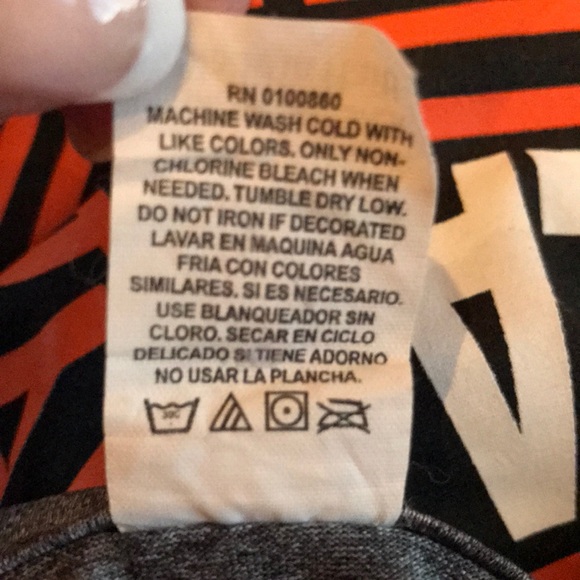 RN 0100860
MACHINE WASH COLD WITH
LIKE COLORS. ONLY NON-
CHLORINE BLEACH WHEN
NEEDED. TUMBLE DRY LOW.
DO NOT IRON IF DECORATED
LAVAR EN MAQUINA AGUA
FRIA CON COLORES
SIMILARES. SI ES NECESARIO.
USE BLANQUEADOR SIN
CLORO. SECAR EN CICLO
DELICADO SI TIENE ADORNO
NO USAR LA PLANCHA.
30C